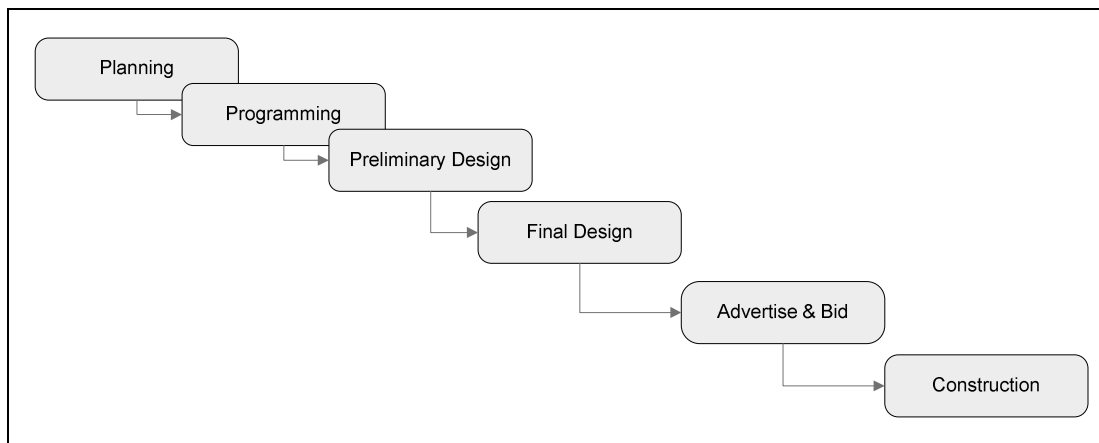 Planning
Programming
Preliminary Design
Final Design
Advertise & Bid
Construction